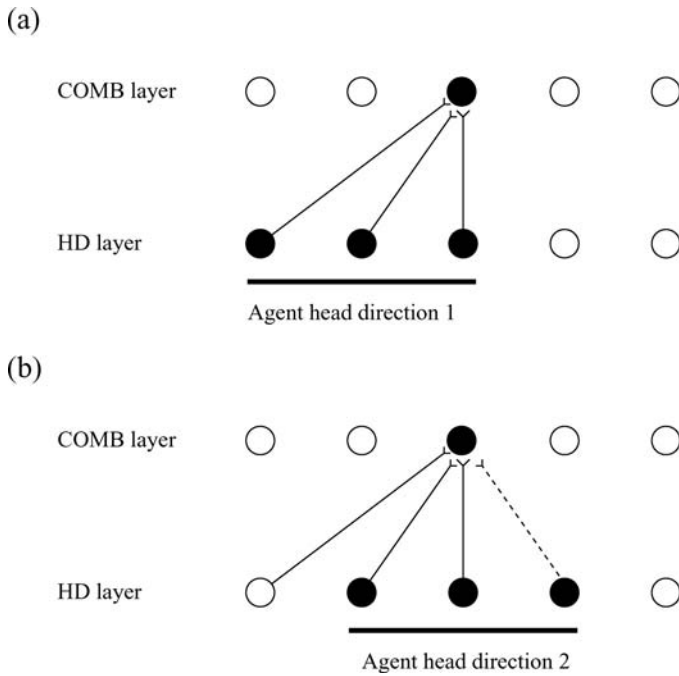 (a)
COMB layer
HD layer
Agent head direction 1
(b)
COMB layer
HD layer
Agent head direction 2